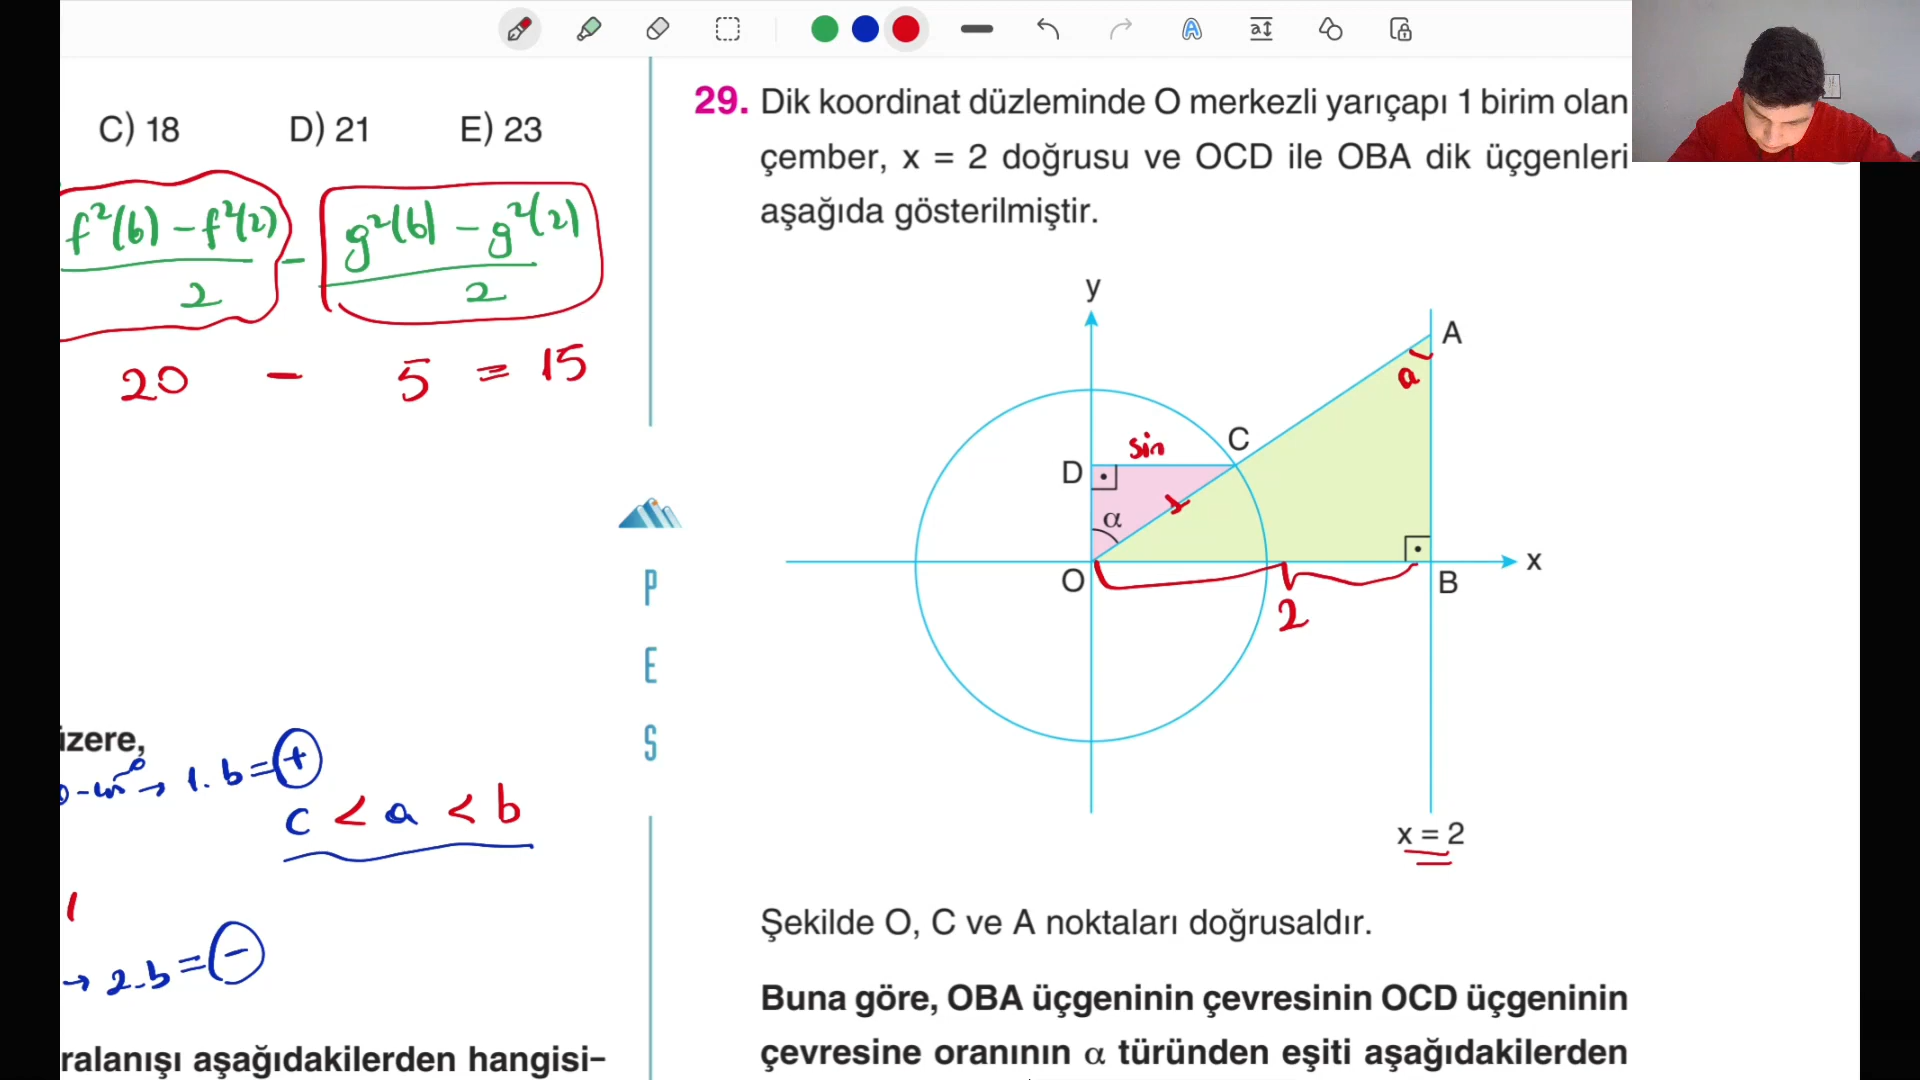 C) 18 D) 21 E) 23
f²(b) - f²(2) / 2 - g²(b) - g²(2) / 2
20 - 5 = 15
üzere,
→ 1. b = +
c < a < b
1
→ 2. b = -
ralanışı aşağıdakilerden hangisi-
P
E
S
29. Dik koordinat düzleminde O merkezli yarıçapı 1 birim olan
çember, x = 2 doğrusu ve OCD ile OBA dik üçgenleri
aşağıda gösterilmiştir.
y
A
a
C
sin
D
1
α
O
B
x
2
x = 2
Şekilde O, C ve A noktaları doğrusaldır.
Buna göre, OBA üçgeninin çevresinin OCD üçgeninin
çevresine oranının α türünden eşiti aşağıdakilerden